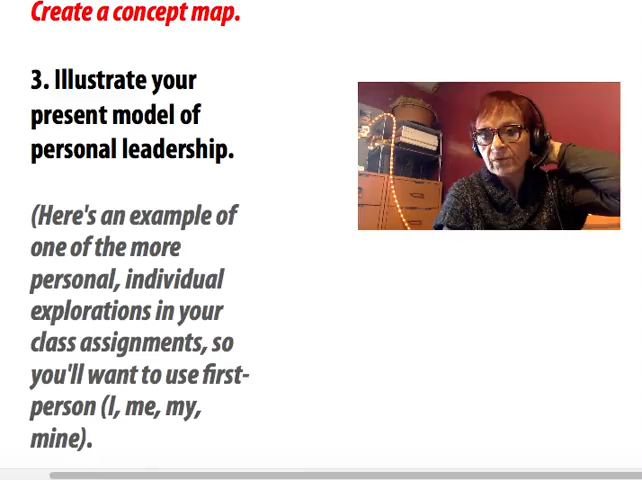 Create a concept map.
3. Illustrate your
present model of
personal leadership.
(Here's an example of
one of the more
personal, individual
explorations in your
class assignments, so
you'll want to use first-
person (I, me, my,
mine).